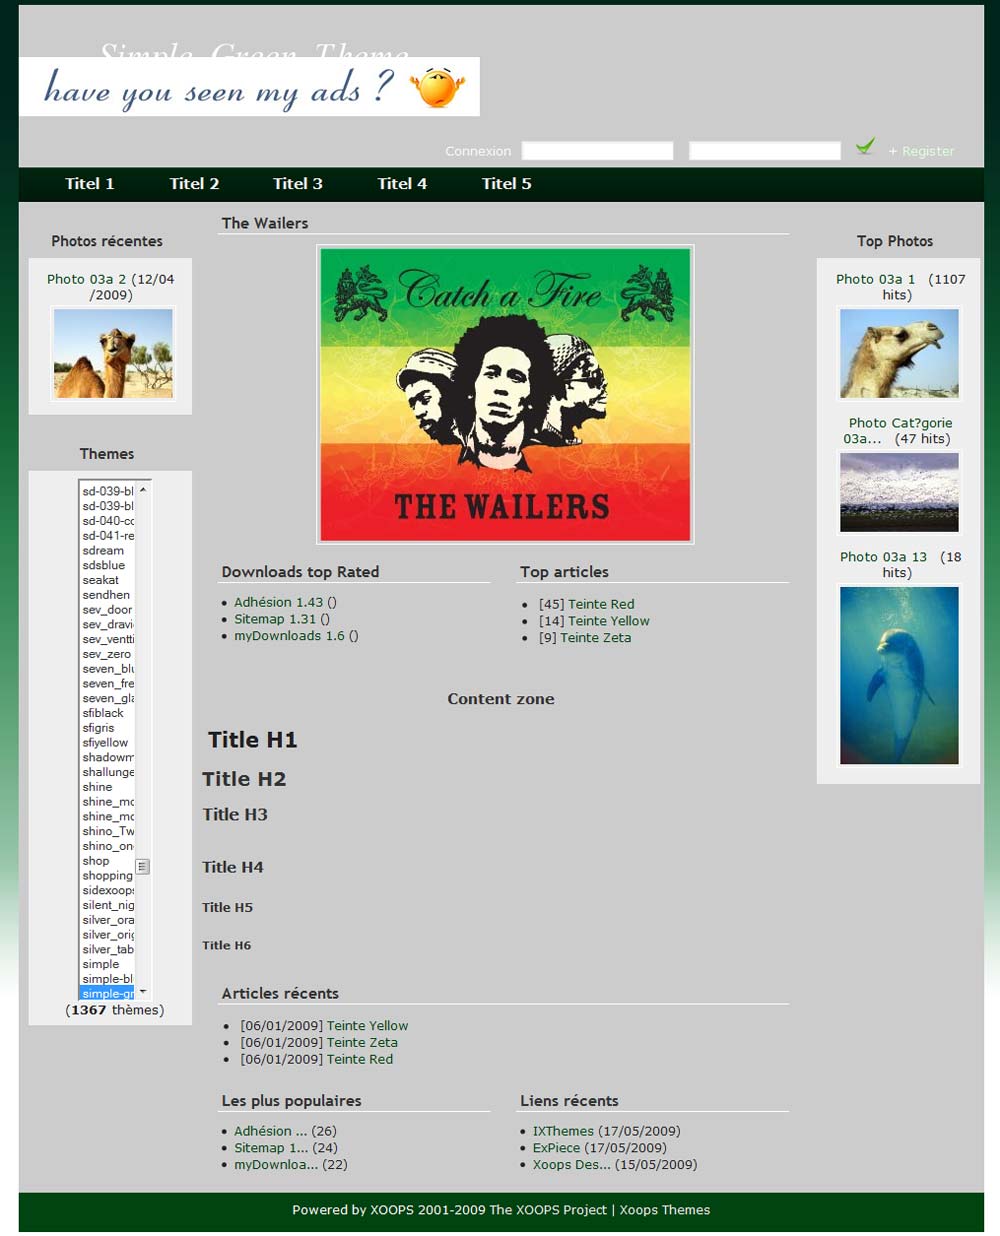 Simple Green Theme
have you seen my ads ?
Connexion
+ Register
Titel 1 Titel 2 Titel 3 Titel 4 Titel 5
Photos récentes
Photo 03a 2 (12/04
/2009)
Themes
sd-039-bl
sd-039-bl
sd-040-co
sd-041-re
sdream
sdsblue
seakat
sendhen
sev_door
sev_dravi
sev_ventti
sev_zero
seven_blu
seven_fre
seven_gla
sfiblack
sfigris
sfiyellow
shadowm
shallunge
shine
shine_mo
shine_mo
shino_Tw
shino_on
shop
shopping
sidexoops
silent_nig
silver_ora
silver_orig
silver_tab
simple
simple-bl
simple-gr
(1367 thèmes)
The Wailers
Catch a Fire
THE WAILERS
Downloads top Rated
Adhésion 1.43 ()
Sitemap 1.31 ()
myDownloads 1.6 ()
Top articles
[45] Teinte Red
[14] Teinte Yellow
[9] Teinte Zeta
Content zone
Title H1
Title H2
Title H3
Title H4
Title H5
Title H6
Articles récents
[06/01/2009] Teinte Yellow
[06/01/2009] Teinte Zeta
[06/01/2009] Teinte Red
Les plus populaires
Adhésion ... (26)
Sitemap 1... (24)
myDownloa... (22)
Liens récents
IXThemes (17/05/2009)
ExPiece (17/05/2009)
Xoops Des... (15/05/2009)
Top Photos
Photo 03a 1 (1107
hits)
Photo Cat?gorie
03a... (47 hits)
Photo 03a 13 (18
hits)
Powered by XOOPS 2001-2009 The XOOPS Project | Xoops Themes